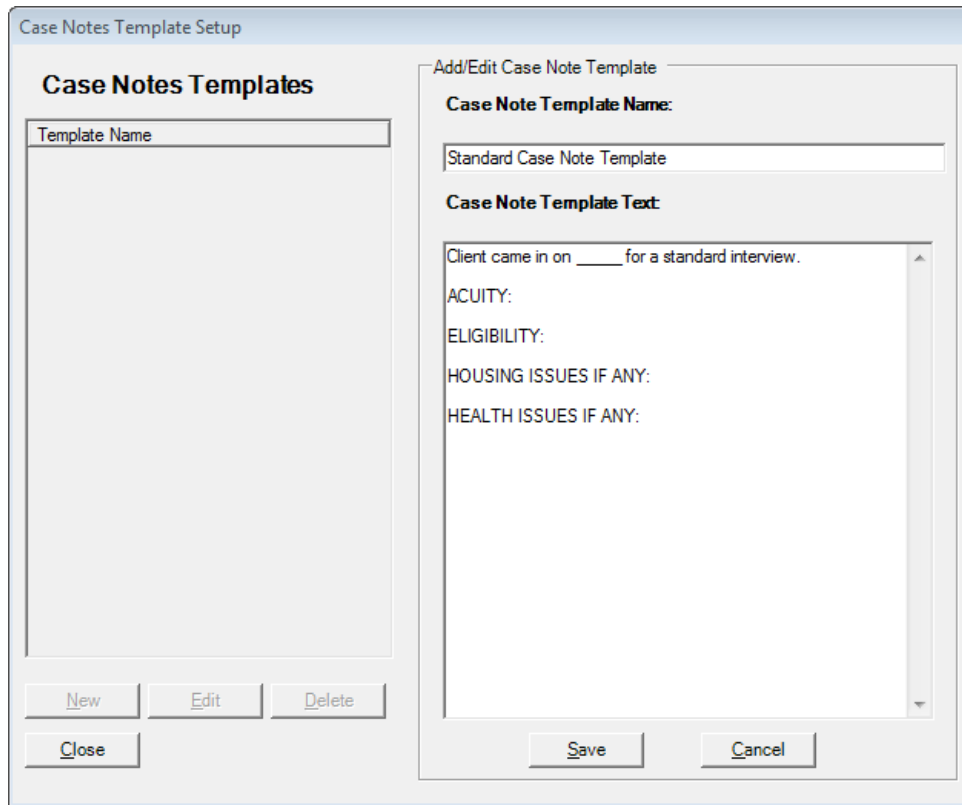 Case Notes Template Setup
Case Notes Templates
Template Name
New
Edit
Delete
Close
Add/Edit Case Note Template
Case Note Template Name:
Standard Case Note Template
Case Note Template Text:
Client came in on _____ for a standard interview.
ACUITY:
ELIGIBILITY:
HOUSING ISSUES IF ANY:
HEALTH ISSUES IF ANY:
Save
Cancel